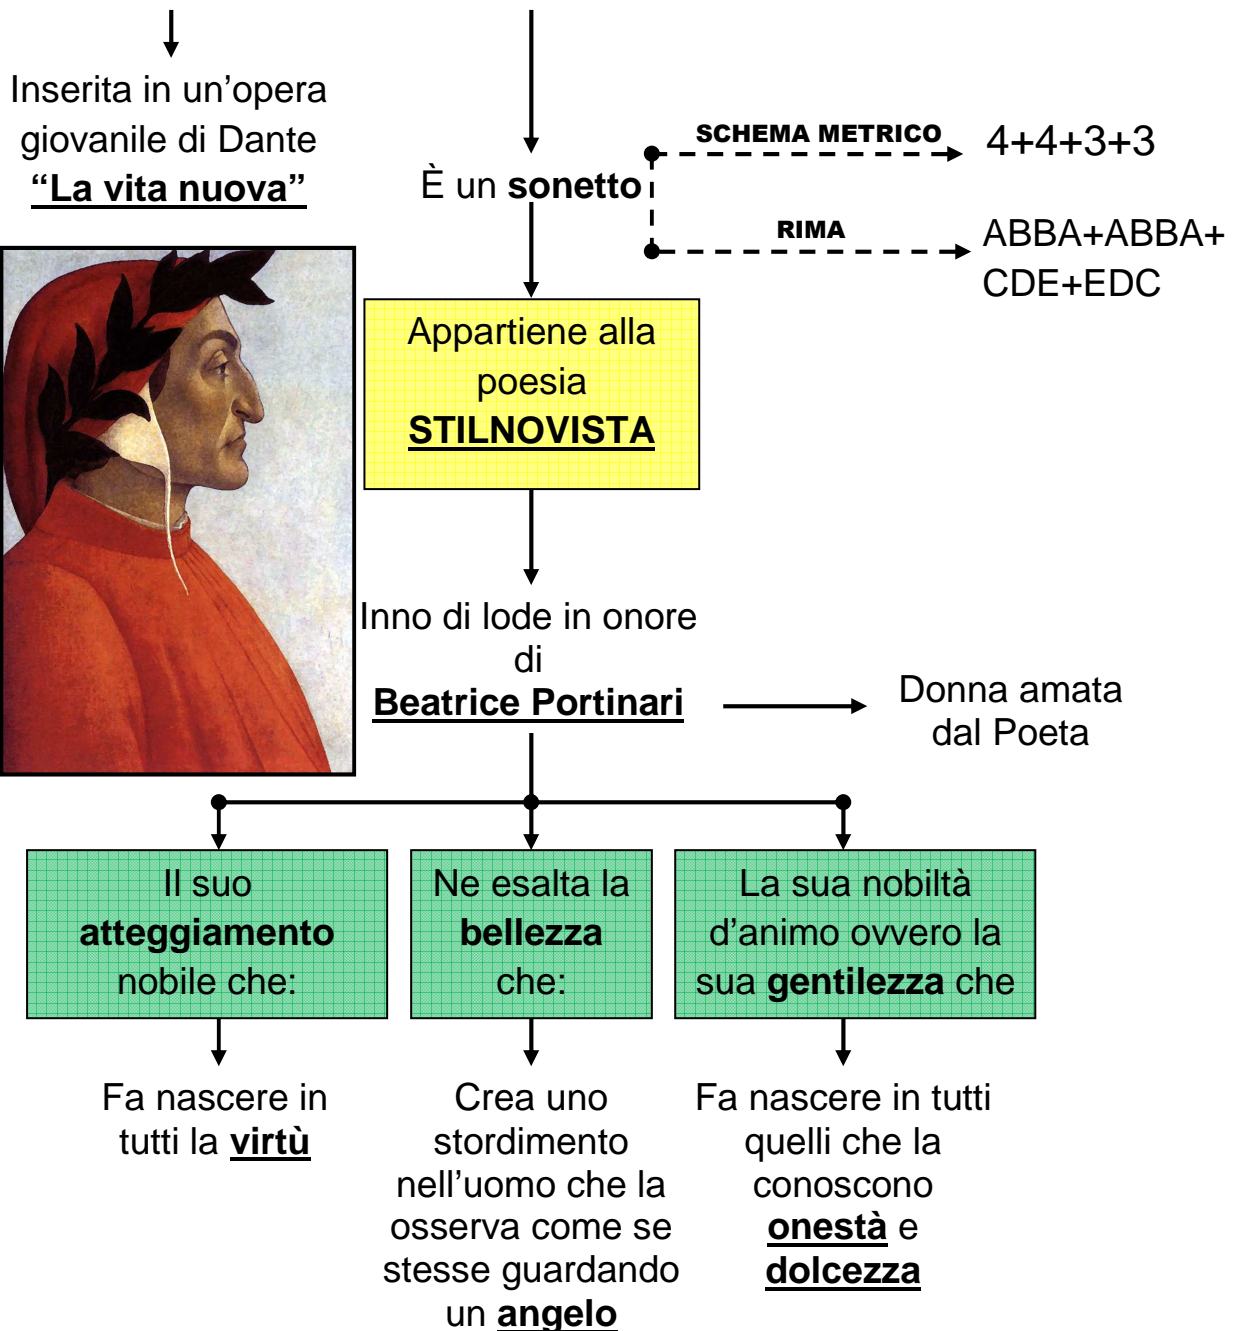 Inserita in un’opera
giovanile di Dante
“La vita nuova”
È un sonetto
SCHEMA METRICO
4+4+3+3
RIMA
ABBA+ABBA+
CDE+EDC
Appartiene alla
poesia
STILNOVISTA
Inno di lode in onore
di
Beatrice Portinari
Donna amata
dal Poeta
Il suo
atteggiamento
nobile che:
Fa nascere in
tutti la virtù
Ne esalta la
bellezza
che:
Crea uno
stordimento
nell’uomo che la
osserva come se
stesse guardando
un angelo
La sua nobiltà
d’animo ovvero la
sua gentilezza che
Fa nascere in tutti
quelli che la
conoscono
onestà e
dolcezza